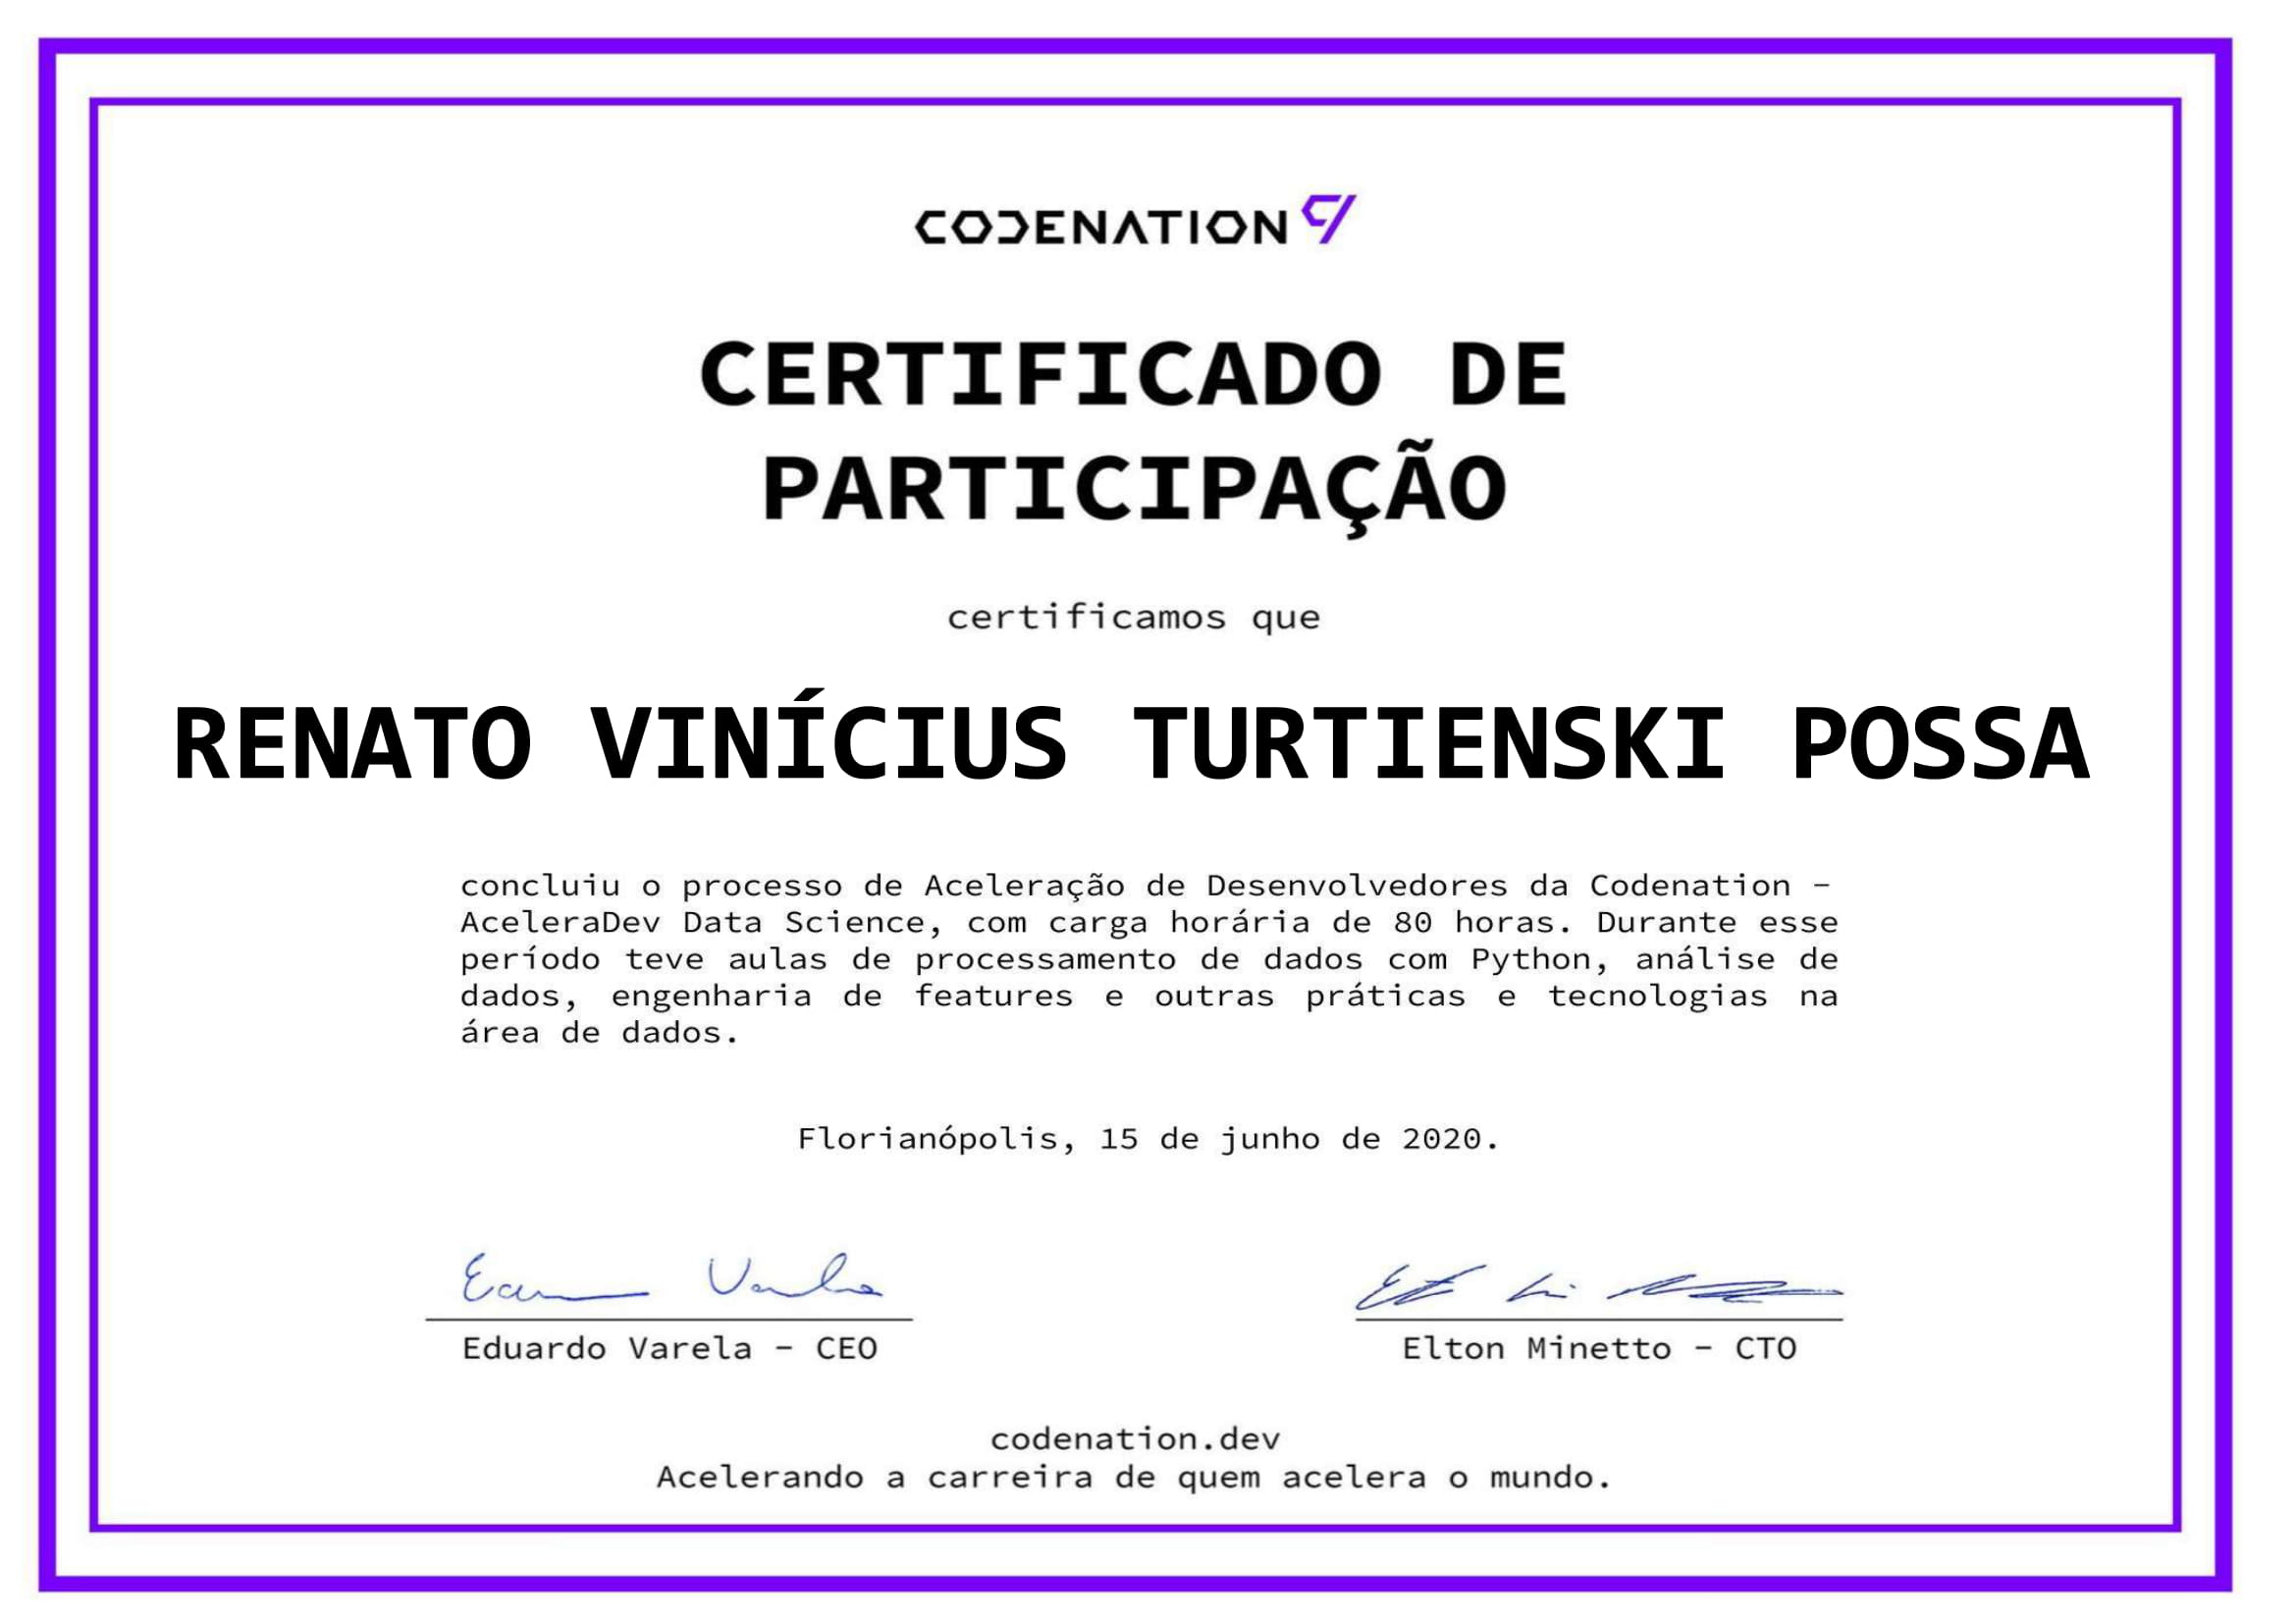 CODENATION
CERTIFICADO DE
PARTICIPAÇÃO
certificamos que
RENATO VINÍCIUS TURTIENSKI POSSA
concluiu o processo de Aceleração de Desenvolvedores da Codenation -
AceleraDev Data Science, com carga horária de 80 horas. Durante esse
período teve aulas de processamento de dados com Python, análise de
dados, engenharia de features e outras práticas e tecnologias na
área de dados.
Florianópolis, 15 de junho de 2020.
Eduardo Varela - CEO
Elton Minetto - CTO
codenation.dev
Acelerando a carreira de quem acelera o mundo.